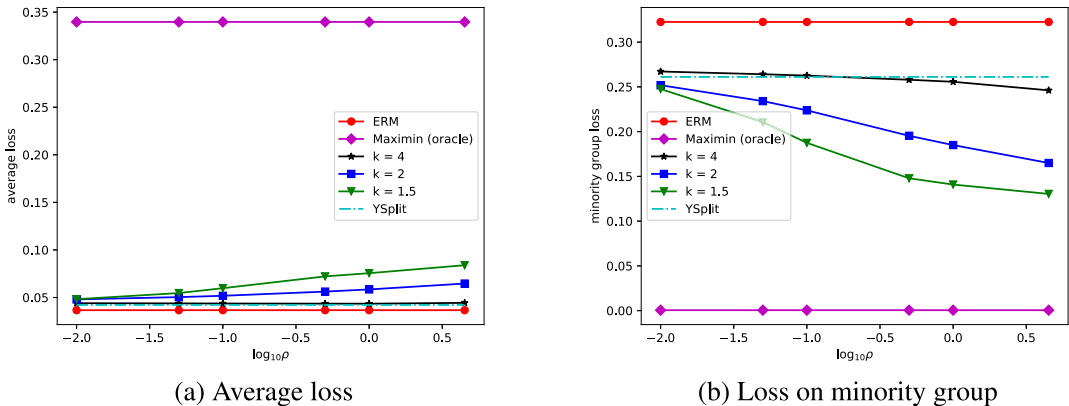 0.35
0.30
0.25
0.20
0.15
0.10
0.05
average loss
ERM
Maximin (oracle)
k = 4
k = 2
k = 1.5
YSplit
−2.0 −1.5 −1.0 −0.5 0.0 0.5
log₁₀ρ
(a) Average loss
0.30
0.25
0.20
0.15
0.10
0.05
0.00
minority group loss
ERM
Maximin (oracle)
k = 4
k = 2
k = 1.5
YSplit
−2.0 −1.5 −1.0 −0.5 0.0 0.5
log₁₀ρ
(b) Loss on minority group